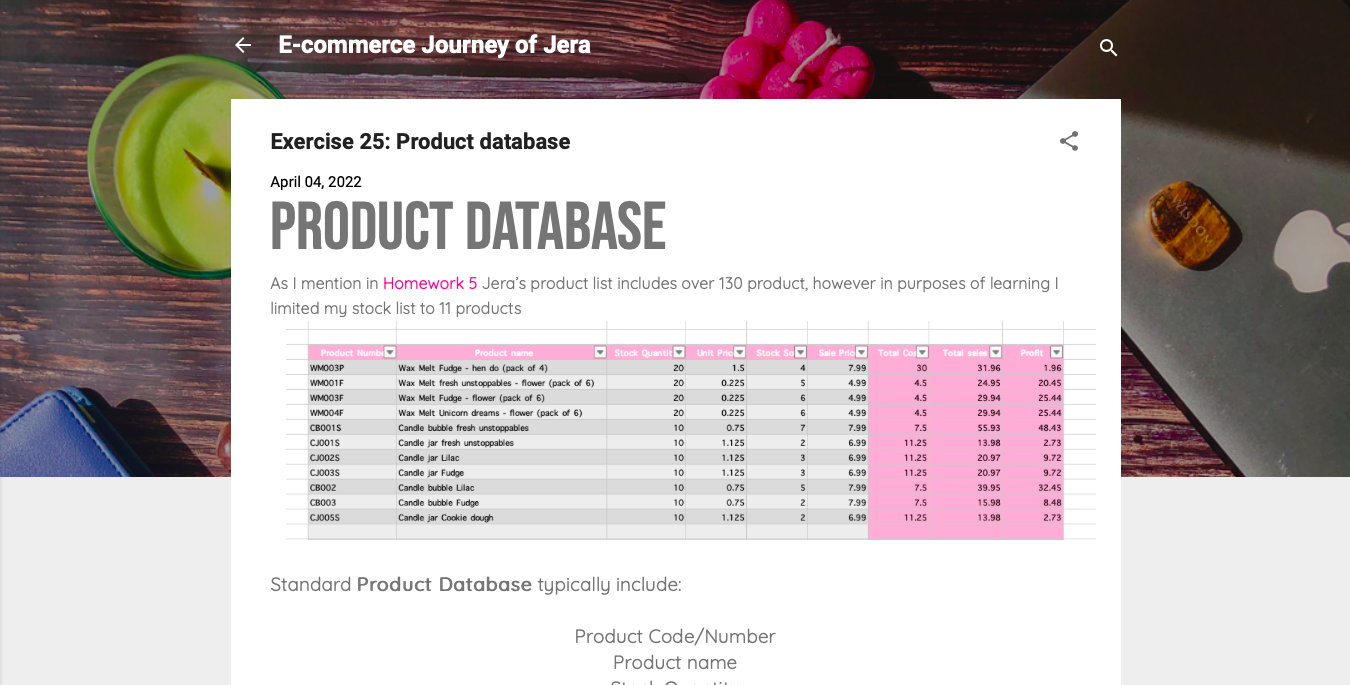 E-commerce Journey of Jera
Exercise 25: Product database
April 04, 2022
PRODUCT DATABASE
As I mention in Homework 5 Jera's product list includes over 130 product, however in purposes of learning I
limited my stock list to 11 products
Product Numb Product name Stock Quantit Unit Pric Stock So Sale Pric Total Co Total sales Profit
WM003P Wax Melt Fudge - hen do (pack of 4) 20 1.5 4 7.99 30 31.96 1.96
WM001F Wax Melt fresh unstoppables - flower (pack of 6) 20 0.225 5 4.99 4.5 24.95 20.45
WM003F Wax Melt Fudge - flower (pack of 6) 20 0.225 6 4.99 4.5 29.94 25.44
WM004F Wax Melt Unicorn dreams - flower (pack of 6) 20 0.225 6 4.99 4.5 29.94 25.44
CB001S Candle bubble fresh unstoppables 10 0.75 7 7.99 7.5 55.93 48.43
CJ001S Candle jar fresh unstoppables 10 1.125 2 6.99 11.25 13.98 2.73
CJ002S Candle jar Lilac 10 1.125 3 6.99 11.25 20.97 9.72
CJ003S Candle jar Fudge 10 1.125 3 6.99 11.25 20.97 9.72
CB002 Candle bubble Lilac 10 0.75 5 7.99 7.5 39.95 32.45
CB003 Candle bubble Fudge 10 0.75 2 7.99 7.5 15.98 8.48
CJ005S Candle jar Cookie dough 10 1.125 2 6.99 11.25 13.98 2.73
Standard Product Database typically include:
Product Code/Number
Product name
WISDOM